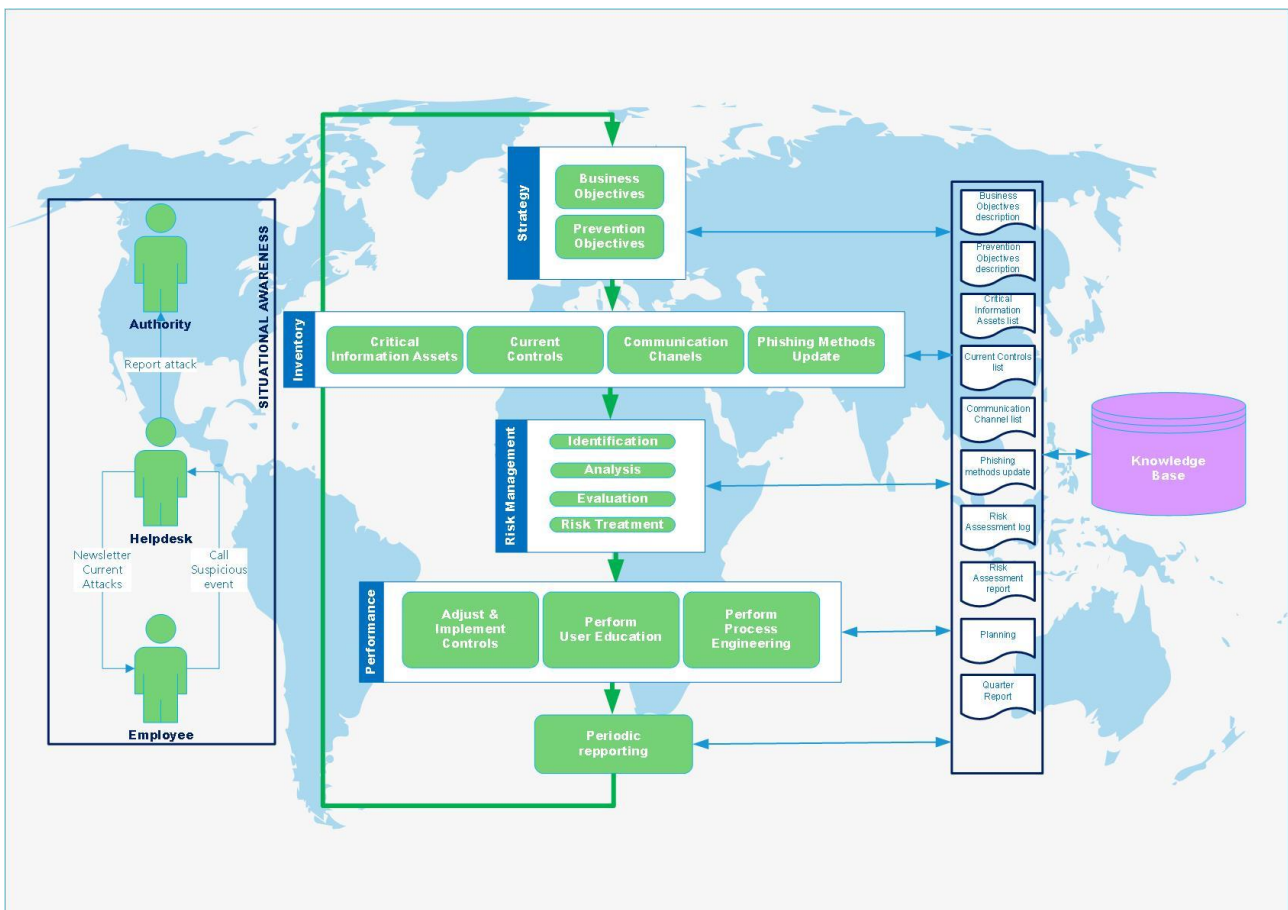 SITUATIONAL AWARENESS
Authority
Report attack
Helpdesk
Newsletter
Current
Attacks
Call
Suspicious
event
Employee
Strategy
Business
Objectives
Prevention
Objectives
Inventory
Critical
Information Assets
Current
Controls
Communication
Chanels
Phishing Methods
Update
Risk Management
Identification
Analysis
Evaluation
Risk Treatment
Performance
Adjust &
Implement
Controls
Perform
User Education
Perform
Process
Engineering
Periodic
repporting
Business
Objectives
description
Prevention
Objectives
description
Critical
Information
Assets list
Current Controls
list
Communication
Channel list
Phishing
methods update
Risk
Assessment log
Risk
Assessment
report
Planning
Quarter
Report
Knowledge
Base